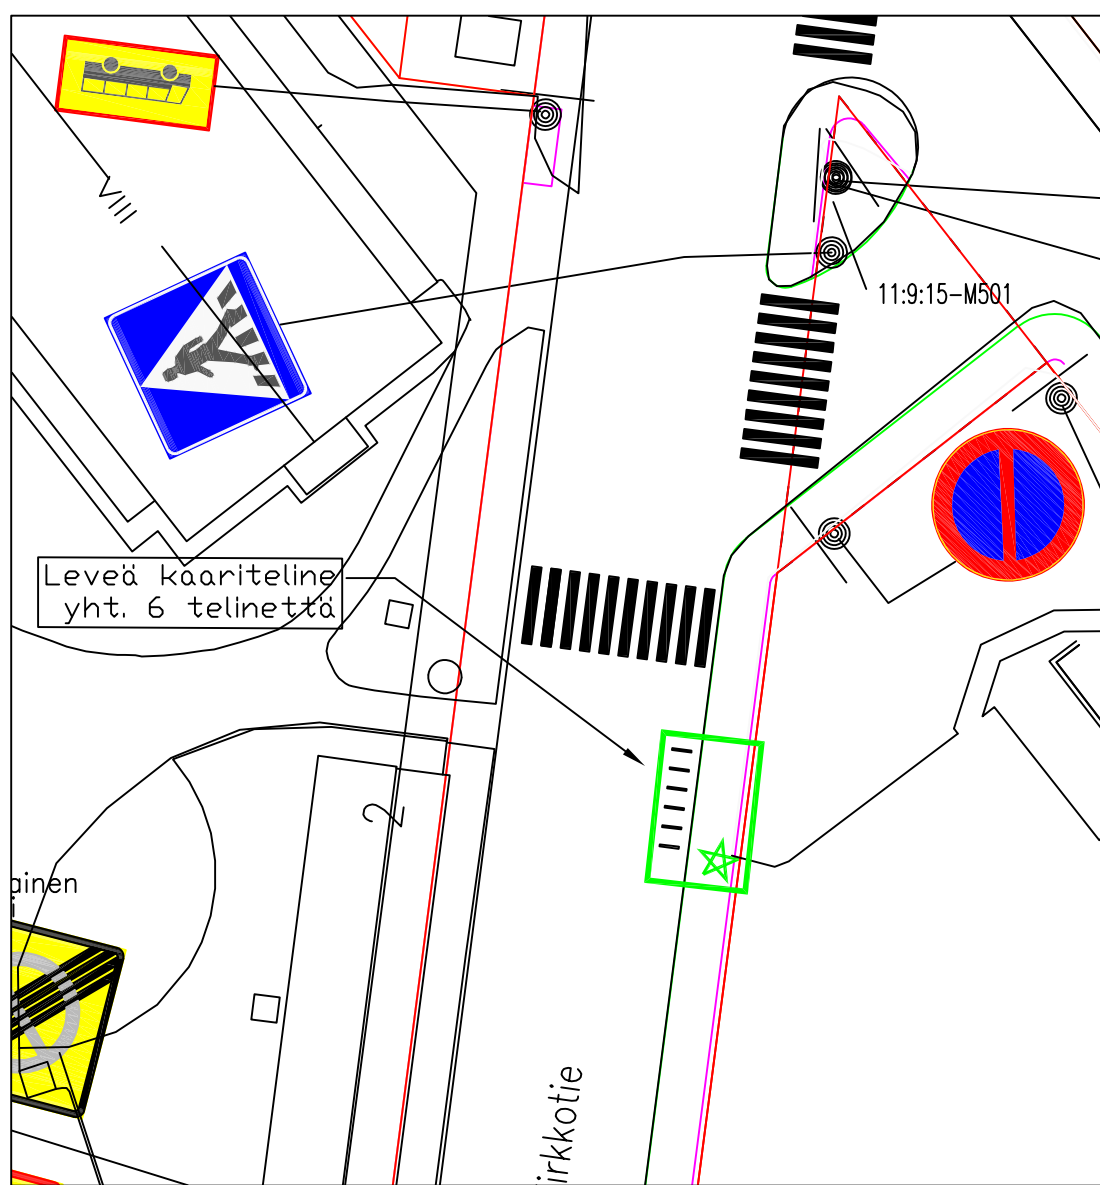 VIII
11:9:15-M501
Leveä kaariteline
yht. 6 telinettä
2
ainen
irkkotie